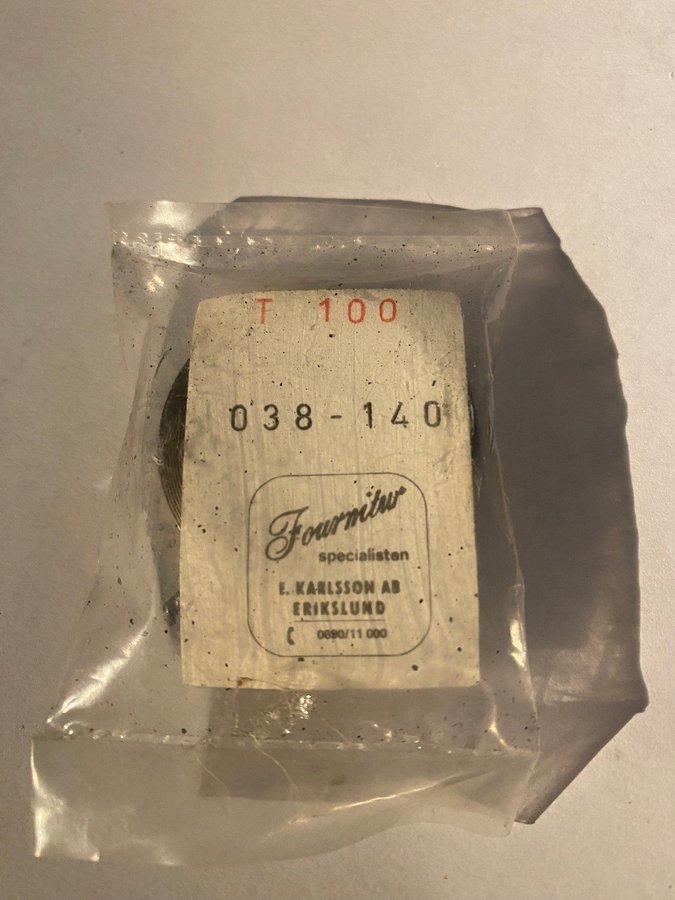 T 100
038-140
Fournitur
specialisten
E. KARLSSON AB
ERIKSLUND
0690/11 000